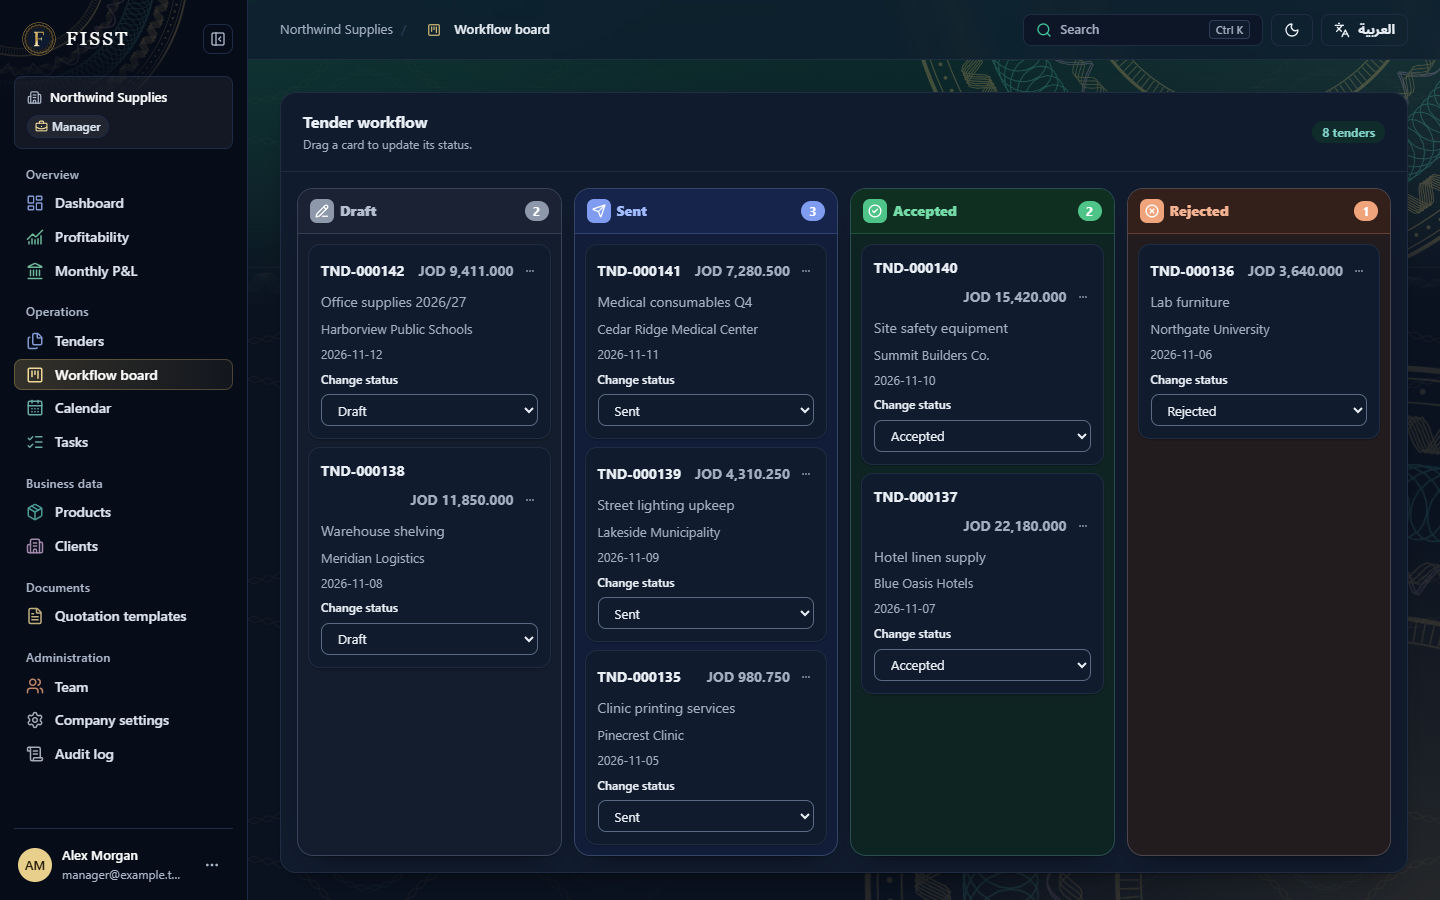 FISST
Northwind Supplies
Manager
Overview
Dashboard
Profitability
Monthly P&L
Operations
Tenders
Workflow board
Calendar
Tasks
Business data
Products
Clients
Documents
Quotation templates
Administration
Team
Company settings
Audit log
AM
Alex Morgan
manager@example.t...
Northwind Supplies / Workflow board
Search Ctrl K
العربية
Tender workflow
Drag a card to update its status.
8 tenders
Draft 2
TND-000142 JOD 9,411.000
Office supplies 2026/27
Harborview Public Schools
2026-11-12
Change status
Draft
TND-000138
JOD 11,850.000
Warehouse shelving
Meridian Logistics
2026-11-08
Change status
Draft
Sent 3
TND-000141 JOD 7,280.500
Medical consumables Q4
Cedar Ridge Medical Center
2026-11-11
Change status
Sent
TND-000139 JOD 4,310.250
Street lighting upkeep
Lakeside Municipality
2026-11-09
Change status
Sent
TND-000135 JOD 980.750
Clinic printing services
Pinecrest Clinic
2026-11-05
Change status
Sent
Accepted 2
TND-000140
JOD 15,420.000
Site safety equipment
Summit Builders Co.
2026-11-10
Change status
Accepted
TND-000137
JOD 22,180.000
Hotel linen supply
Blue Oasis Hotels
2026-11-07
Change status
Accepted
Rejected 1
TND-000136 JOD 3,640.000
Lab furniture
Northgate University
2026-11-06
Change status
Rejected